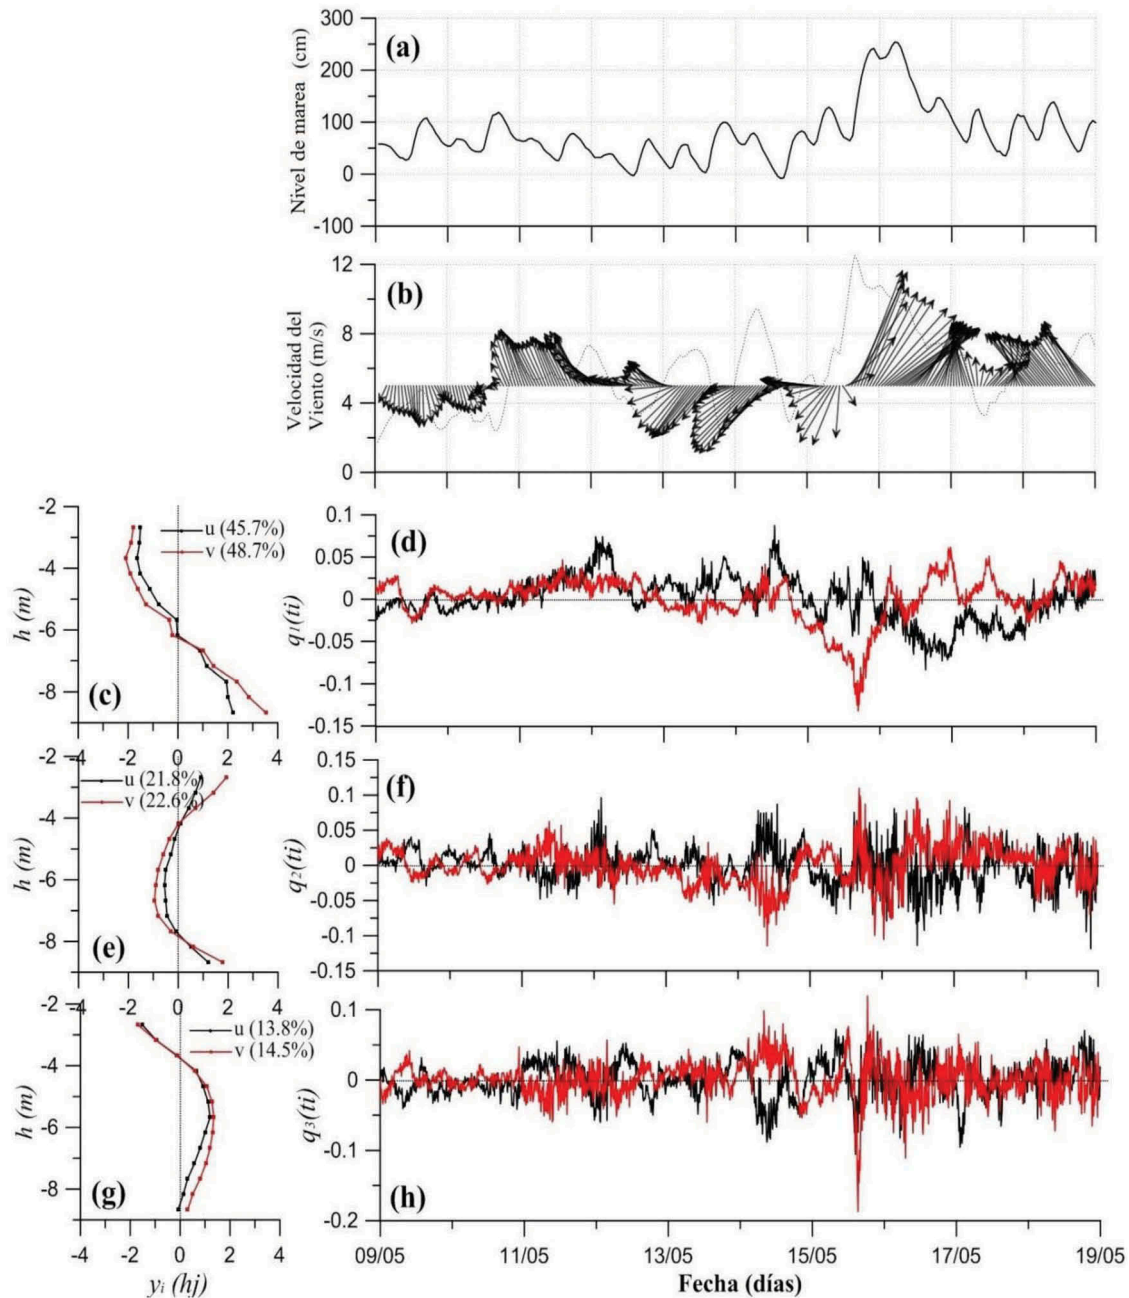 300
(a)
200
100
0
-100
Nivel de marea (cm)
12
(b)
8
4
0
Velocidad del
Viento (m/s)
-2
-4
-6
-8
h (m)
u (45.7%)
v (48.7%)
(c)
-4 -2 0 2 4
0.1
0.05
0
-0.05
-0.1
-0.15
q₁(ti)
(d)
-2
-4
-6
-8
h (m)
u (21.8%)
v (22.6%)
(e)
-4 -2 0 2 4
0.15
0.1
0.05
0
-0.05
-0.1
-0.15
q₂(ti)
(f)
-2
-4
-6
-8
h (m)
u (13.8%)
v (14.5%)
(g)
-4 -2 0 2 4
yᵢ (hj)
0.1
0
-0.1
-0.2
q₃(ti)
(h)
09/05 11/05 13/05 15/05 17/05 19/05
Fecha (días)